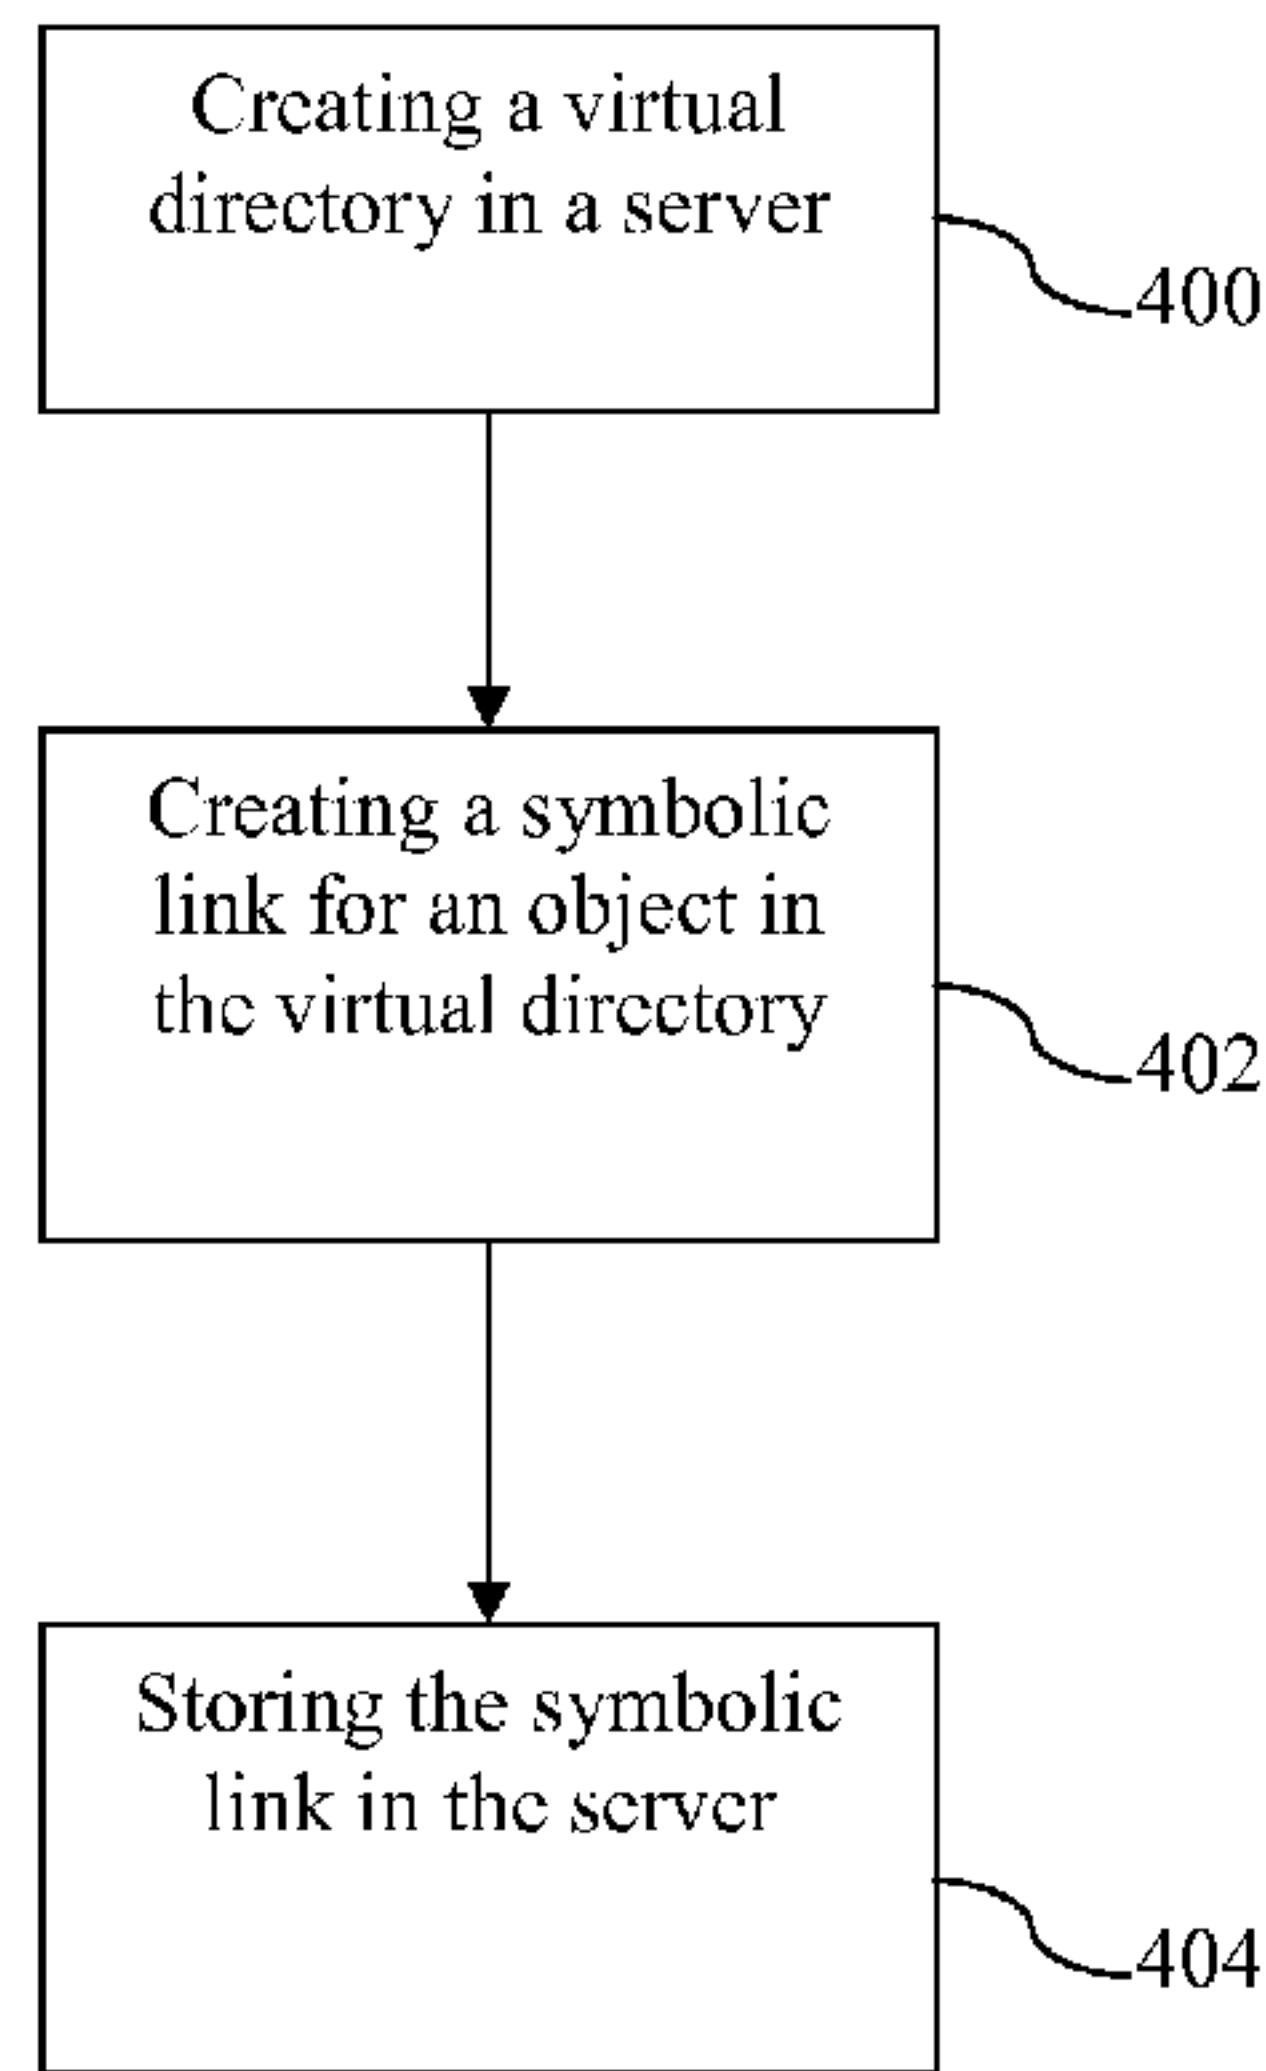 Creating a virtual
directory in a server
400
Creating a symbolic
link for an object in
the virtual directory
402
Storing the symbolic
link in the server
404